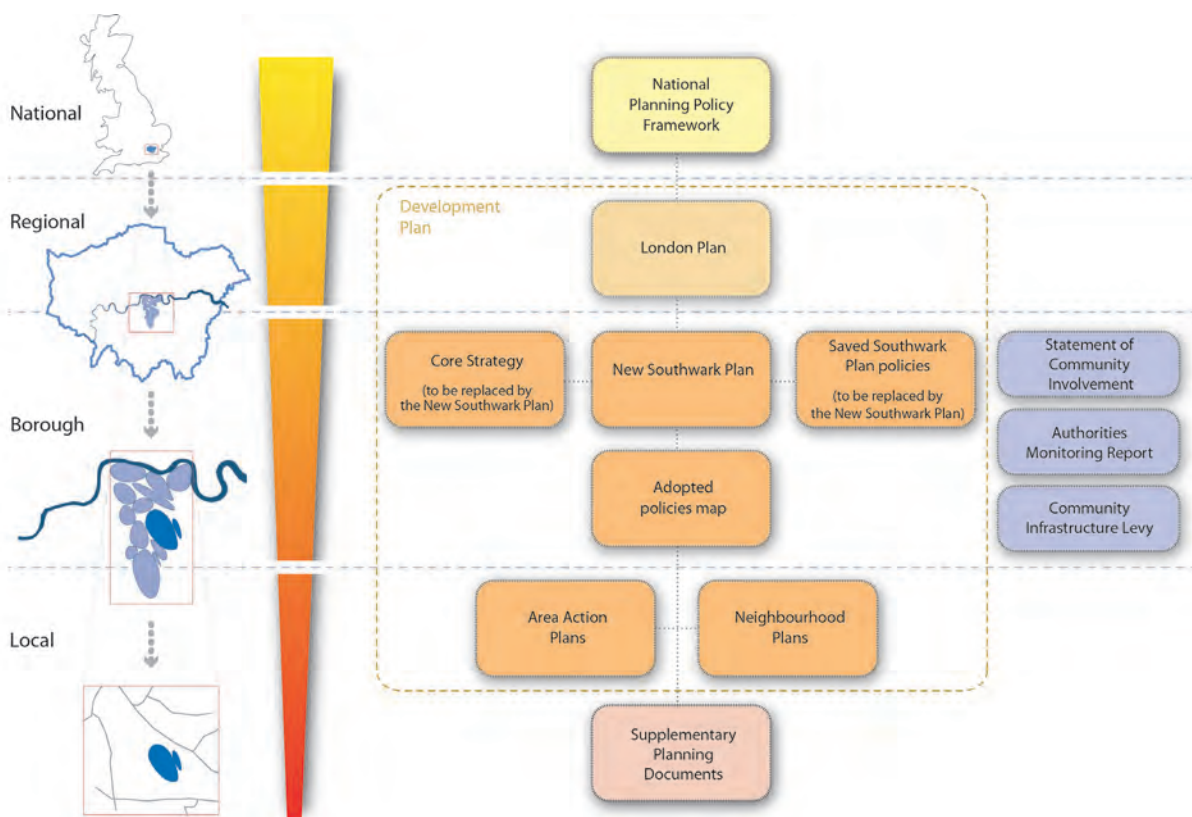 National
National
Planning Policy
Framework
Regional
Development
Plan
London Plan
Borough
Core Strategy
(to be replaced by
the New Southwark Plan)
New Southwark Plan
Saved Southwark
Plan policies
(to be replaced by
the New Southwark Plan)
Statement of
Community
Involvement
Authorities
Monitoring Report
Community
Infrastructure Levy
Adopted
policies map
Local
Area Action
Plans
Neighbourhood
Plans
Supplementary
Planning
Documents